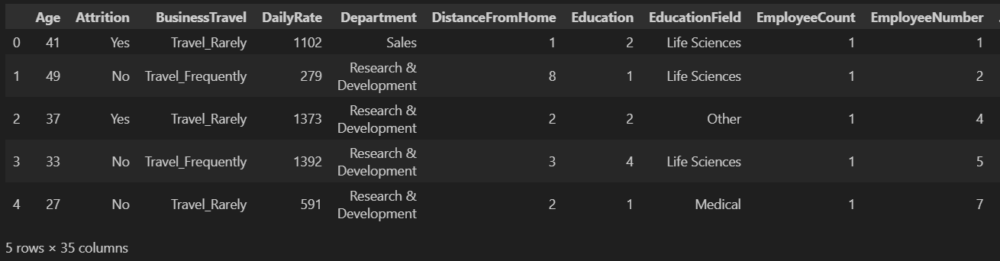 Age Attrition BusinessTravel DailyRate Department DistanceFromHome Education EducationField EmployeeCount EmployeeNumber
0 41 Yes Travel_Rarely 1102 Sales 1 2 Life Sciences 1 1
1 49 No Travel_Frequently 279 Research & Development 8 1 Life Sciences 1 2
2 37 Yes Travel_Rarely 1373 Research & Development 2 2 Other 1 4
3 33 No Travel_Frequently 1392 Research & Development 3 4 Life Sciences 1 5
4 27 No Travel_Rarely 591 Research & Development 2 1 Medical 1 7
5 rows × 35 columns